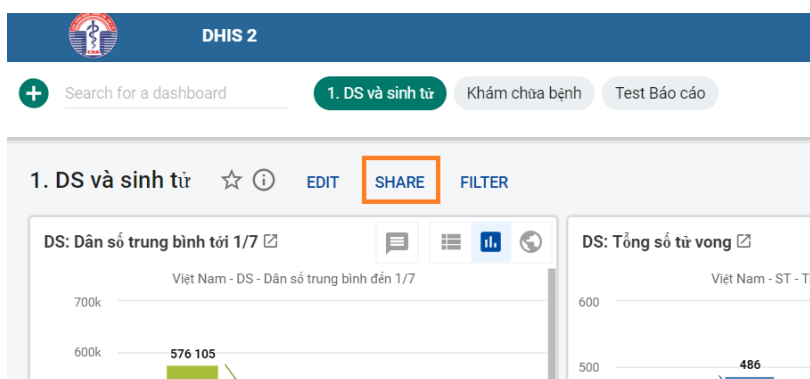 DHIS 2
Search for a dashboard
1. DS và sinh tử
Khám chữa bệnh
Test Báo cáo
1. DS và sinh tử
EDIT
SHARE
FILTER
DS: Dân số trung bình tới 1/7
Việt Nam - DS - Dân số trung bình đến 1/7
700k
600k
576 105
DS: Tổng số tử vong
Việt Nam - ST - T
600
500
486